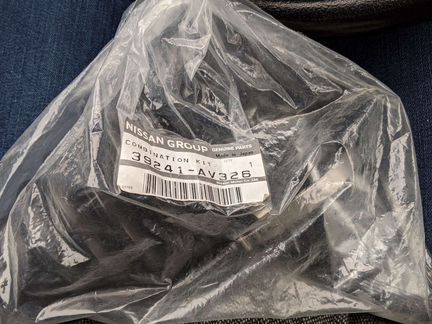 NISSAN GROUP GENUINE PARTS
COMBINATION KIT 1
39241-AV326